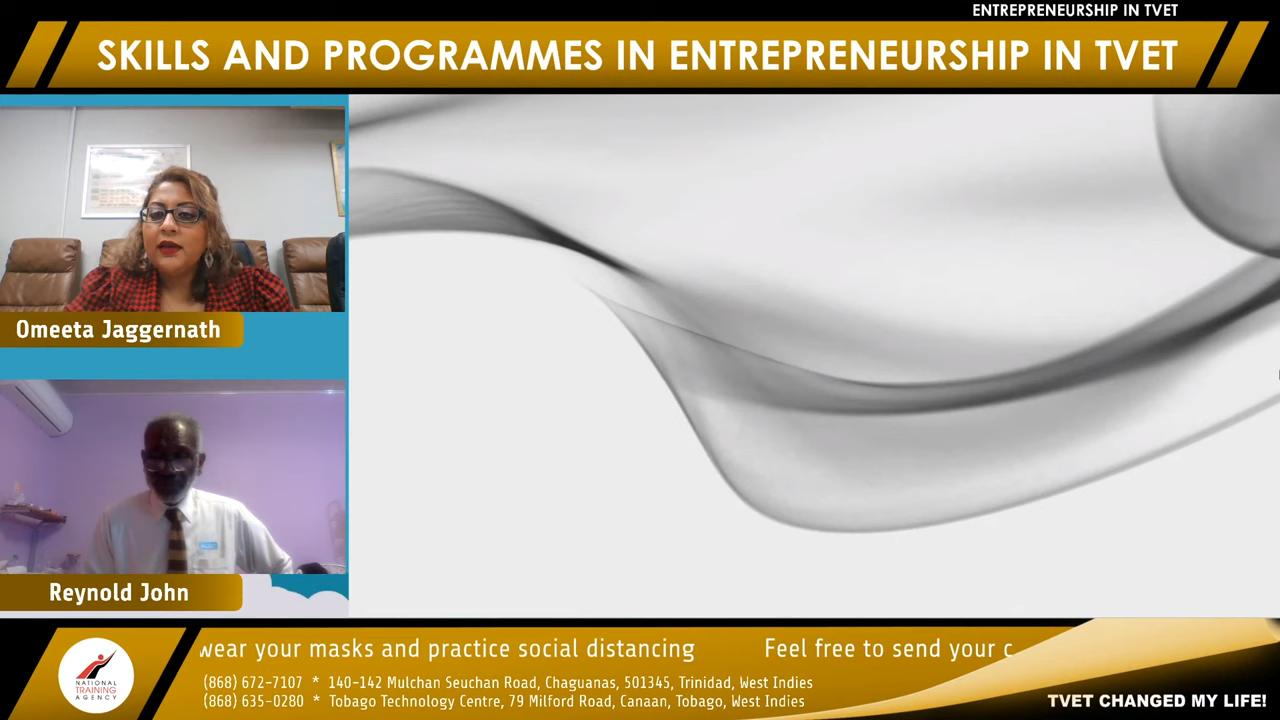 ENTREPRENEURSHIP IN TVET
SKILLS AND PROGRAMMES IN ENTREPRENEURSHIP IN TVET
Omeeta Jaggernath
Reynold John
wear your masks and practice social distancing
Feel free to send your c
NATIONAL
TRAINING
AGENCY
(868) 672-7107 * 140-142 Mulchan Seuchan Road, Chaguanas, 501345, Trinidad, West Indies
(868) 635-0280 * Tobago Technology Centre, 79 Milford Road, Canaan, Tobago, West Indies
TVET CHANGED MY LIFE!